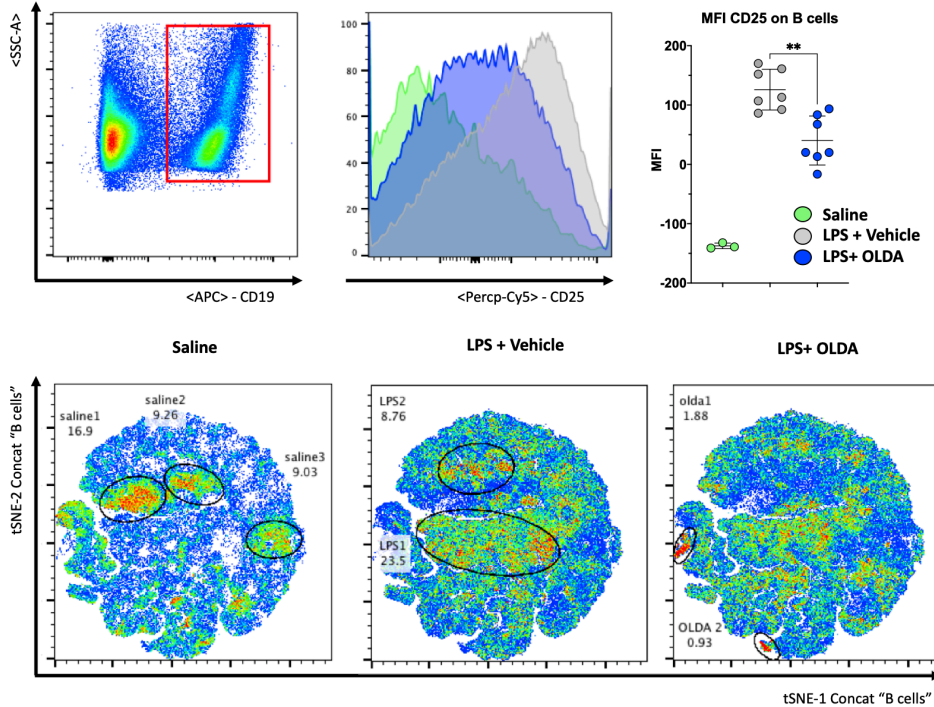 <SSC-A>
<APC> - CD19
100
80
60
40
20
0
<Percp-Cy5> - CD25
MFI CD25 on B cells
**
MFI
200
100
0
-100
-200
Saline
LPS + Vehicle
LPS+ OLDA
Saline
LPS + Vehicle
LPS+ OLDA
tSNE-2 Concat “B cells”
saline1
16.9
saline2
9.26
saline3
9.03
LPS2
8.76
LPS1
23.5
olda1
1.88
OLDA 2
0.93
tSNE-1 Concat “B cells”